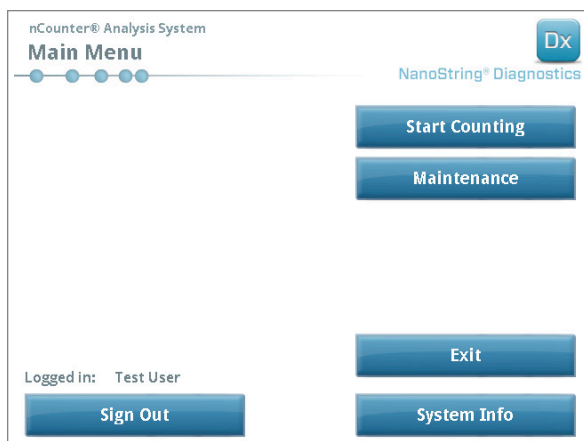 nCounter® Analysis System
Main Menu
Dx
NanoString® Diagnostics
Start Counting
Maintenance
Exit
Logged in: Test User
Sign Out
System Info